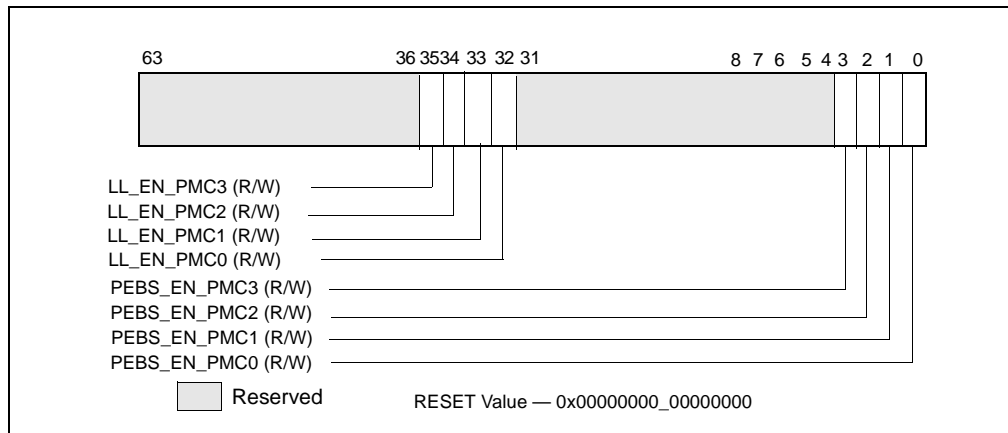 63 36 35 34 33 32 31 8 7 6 5 4 3 2 1 0
LL_EN_PMC3 (R/W)
LL_EN_PMC2 (R/W)
LL_EN_PMC1 (R/W)
LL_EN_PMC0 (R/W)
PEBS_EN_PMC3 (R/W)
PEBS_EN_PMC2 (R/W)
PEBS_EN_PMC1 (R/W)
PEBS_EN_PMC0 (R/W)
Reserved RESET Value — 0x00000000_00000000